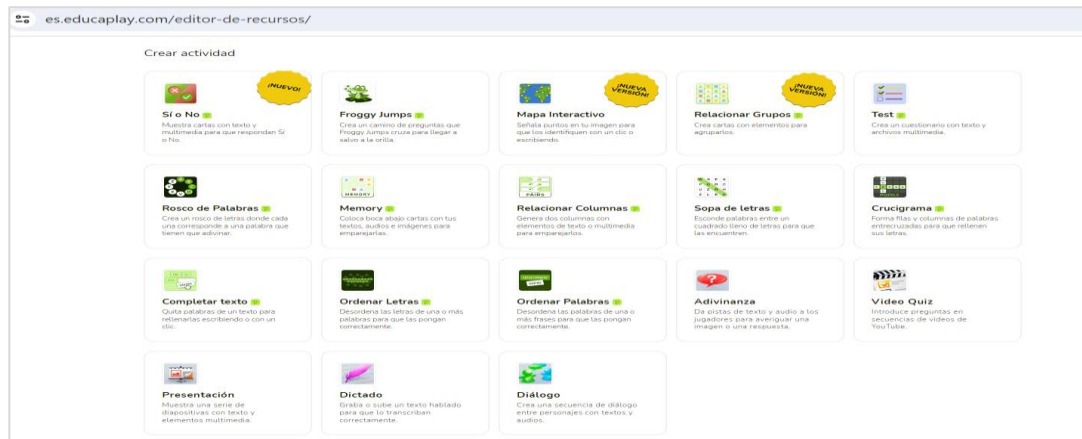 es.educaplay.com/editor-de-recursos/
Crear actividad
¡NUEVO!
Sí o No
Muestra cartas con texto y
multimedia para que respondan Sí
o No.
Froggy Jumps
Crea un camino de preguntas que
Froggy Jumps cruza para llegar a
salvo a la orilla.
¡NUEVA
VERSIÓN!
Mapa Interactivo
Señala puntos en tu imagen para
que los identifiquen con un clic o
escribiendo.
¡NUEVA
VERSIÓN!
Relacionar Grupos
Crea cartas con elementos para
agruparlos.
Test
Crea un cuestionario con texto y
archivos multimedia.
Rosco de Palabras
Crea un rosco de letras donde cada
una corresponde a una palabra que
tienen que adivinar.
MEMORY
Memory
Coloca boca abajo cartas con tus
textos, audios e imágenes para
emparejarlas.
PAIRS
Relacionar Columnas
Genera dos columnas con
elementos de texto o multimedia
para emparejarlos.
Sopa de letras
Esconde palabras entre un
cuadrado lleno de letras para que
las encuentren.
Crucigrama
Forma filas y columnas de palabras
entrecruzadas para que rellenen
sus letras.
Completar texto
Quita palabras de un texto para
rellenarlas escribiendo o con un
clic.
Ordenar Letras
Desordena las letras de una o más
palabras para que las pongan
correctamente.
Ordenar Palabras
Desordena las palabras de una o
más frases para que las pongan
correctamente.
Adivinanza
Da pistas de texto y audio a los
jugadores para averiguar una
imagen o una respuesta.
Video Quiz
Introduce preguntas en
secuencias de videos de
YouTube.
Presentación
Muestra una serie de
diapositivas con texto y
elementos multimedia.
Dictado
Graba o sube un texto hablado
para que lo transcriban
correctamente.
Diálogo
Crea una secuencia de diálogo
entre personajes con textos y
audios.